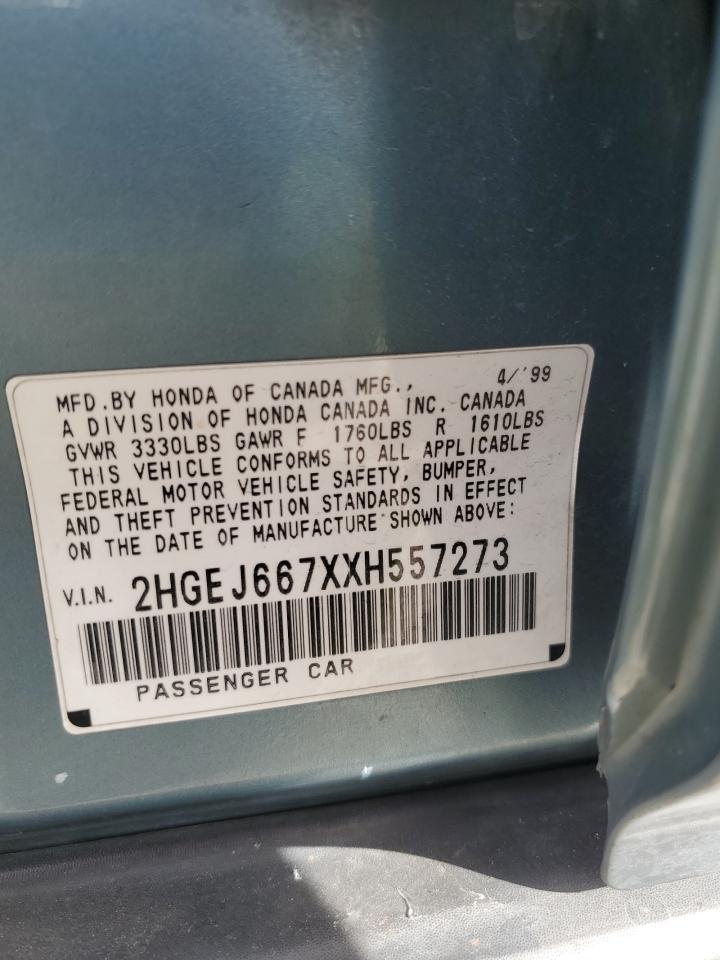 MFD.BY HONDA OF CANADA MFG., 4/'99
A DIVISION OF HONDA CANADA INC. CANADA
GVWR 3330LBS GAWR F 1760LBS R 1610LBS
THIS VEHICLE CONFORMS TO ALL APPLICABLE
FEDERAL MOTOR VEHICLE SAFETY, BUMPER,
AND THEFT PREVENTION STANDARDS IN EFFECT
ON THE DATE OF MANUFACTURE SHOWN ABOVE:
V.I.N. 2HGEJ667XXH557273
PASSENGER CAR